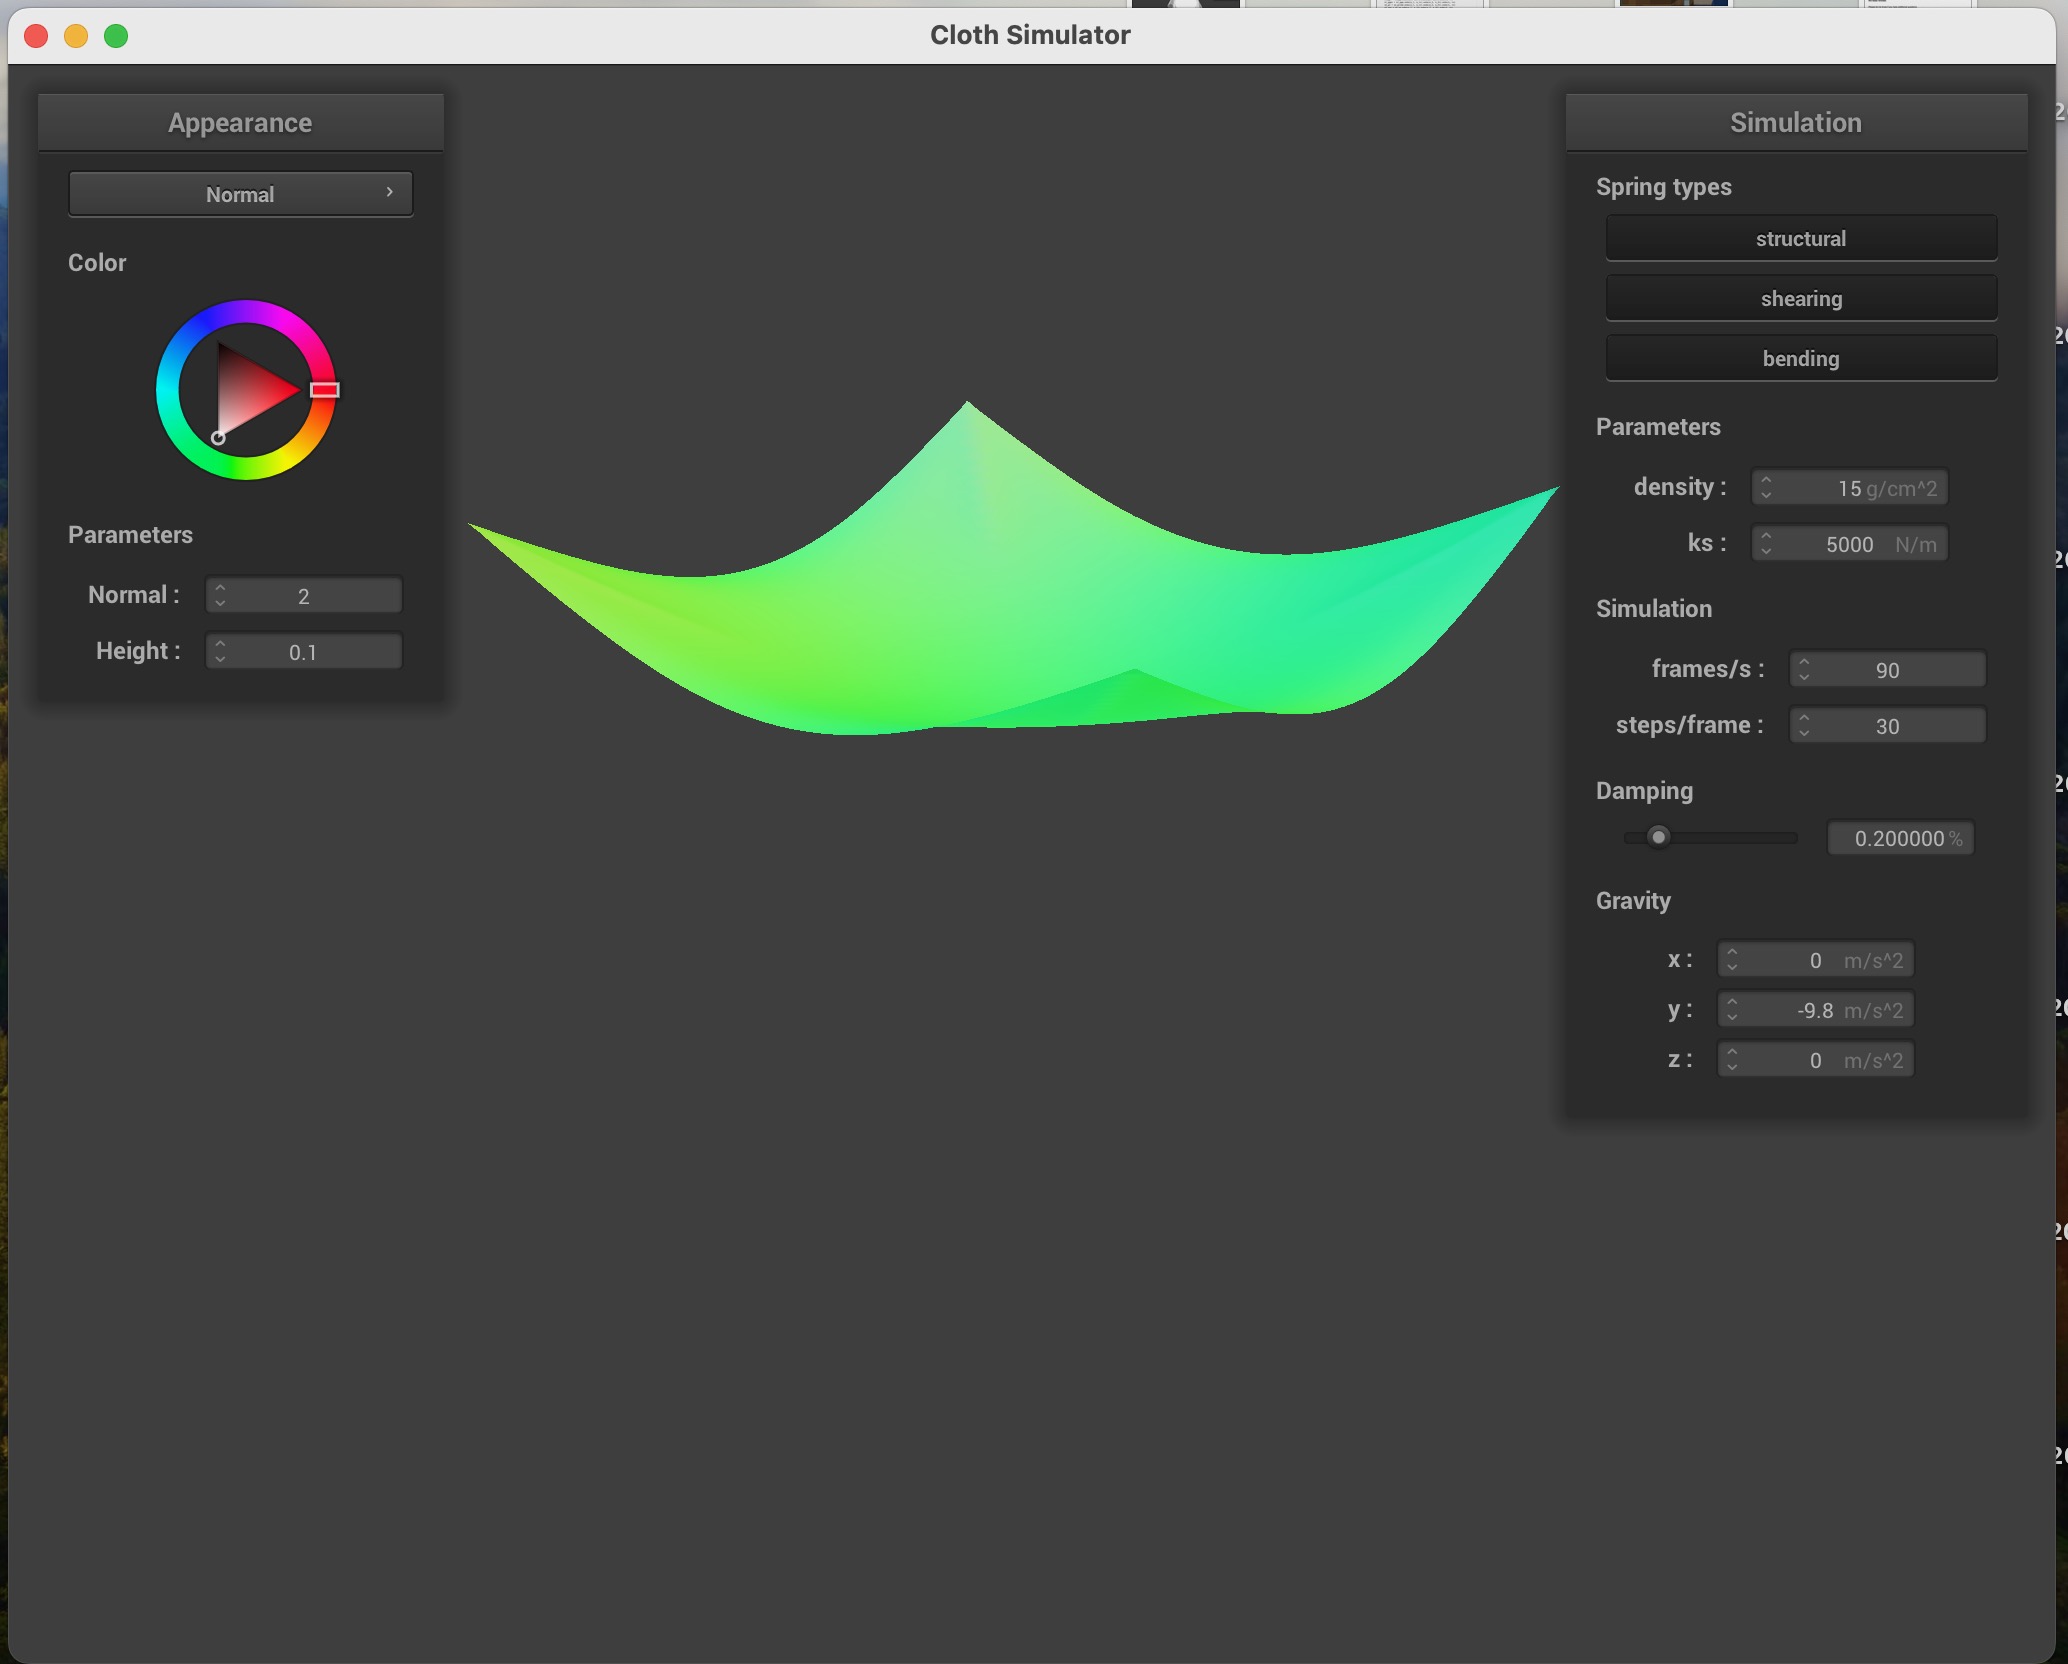 Cloth Simulator
Appearance
Normal
Color
Parameters
Normal : 2
Height : 0.1
Simulation
Spring types
structural
shearing
bending
Parameters
density : 15 g/cm^2
ks : 5000 N/m
Simulation
frames/s : 90
steps/frame : 30
Damping
0.200000 %
Gravity
x : 0 m/s^2
y : -9.8 m/s^2
z : 0 m/s^2